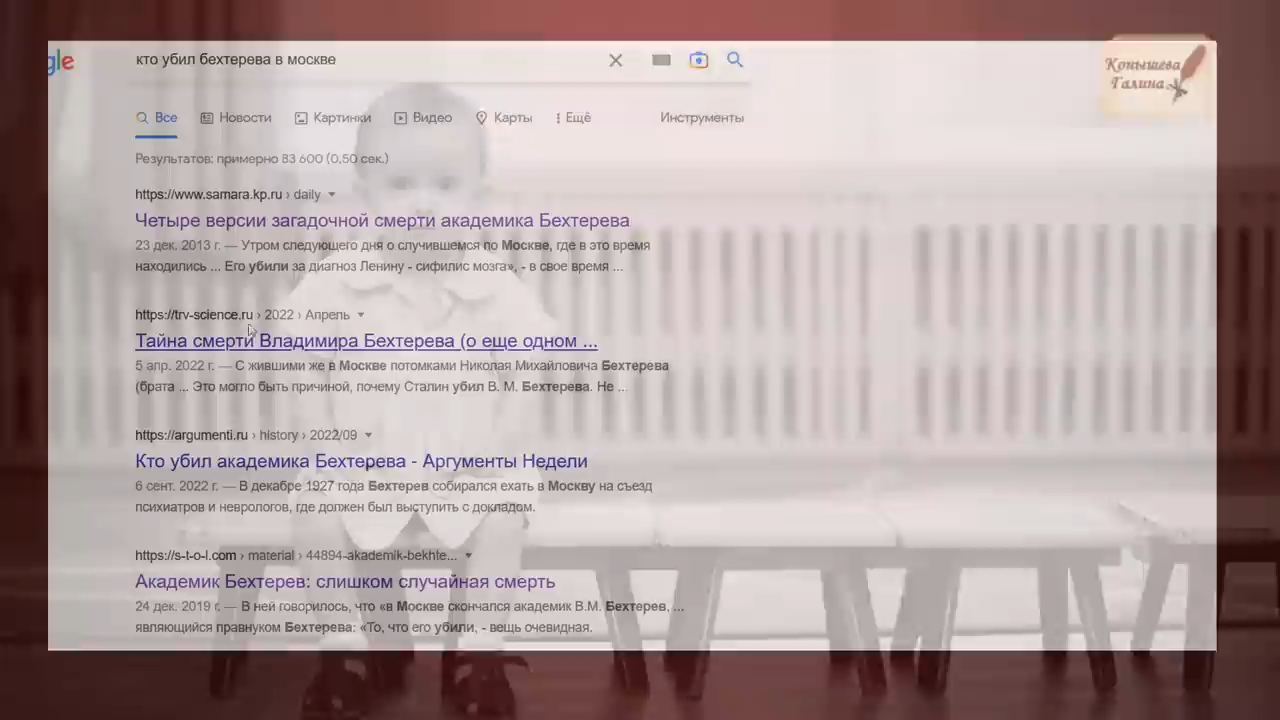 gle
кто убил бехтерева в москве
Конышева
Галина
Все Новости Картинки Видео Карты Ещё Инструменты
Результатов: примерно 83 600 (0,50 сек.)
https://www.samara.kp.ru › daily
Четыре версии загадочной смерти академика Бехтерева
23 дек. 2013 г. — Утром следующего дня о случившемся по Москве, где в это время
находились ... Его убили за диагноз Ленину - сифилис мозга», - в свое время ...
https://trv-science.ru › 2022 › Апрель
Тайна смерти Владимира Бехтерева (о еще одном ...
5 апр. 2022 г. — С жившими же в Москве потомками Николая Михайловича Бехтерева
(брата ... Это могло быть причиной, почему Сталин убил В. М. Бехтерева. Не ...
https://argumenti.ru › history › 2022/09
Кто убил академика Бехтерева - Аргументы Недели
6 сент. 2022 г. — В декабре 1927 года Бехтерев собирался ехать в Москву на съезд
психиатров и неврологов, где должен был выступить с докладом.
https://s-t-o-l.com › material › 44894-akademik-bekhte...
Академик Бехтерев: слишком случайная смерть
24 дек. 2019 г. — В ней говорилось, что «в Москве скончался академик В.М. Бехтерев, ...
являющийся правнуком Бехтерева: «То, что его убили, - вещь очевидная.